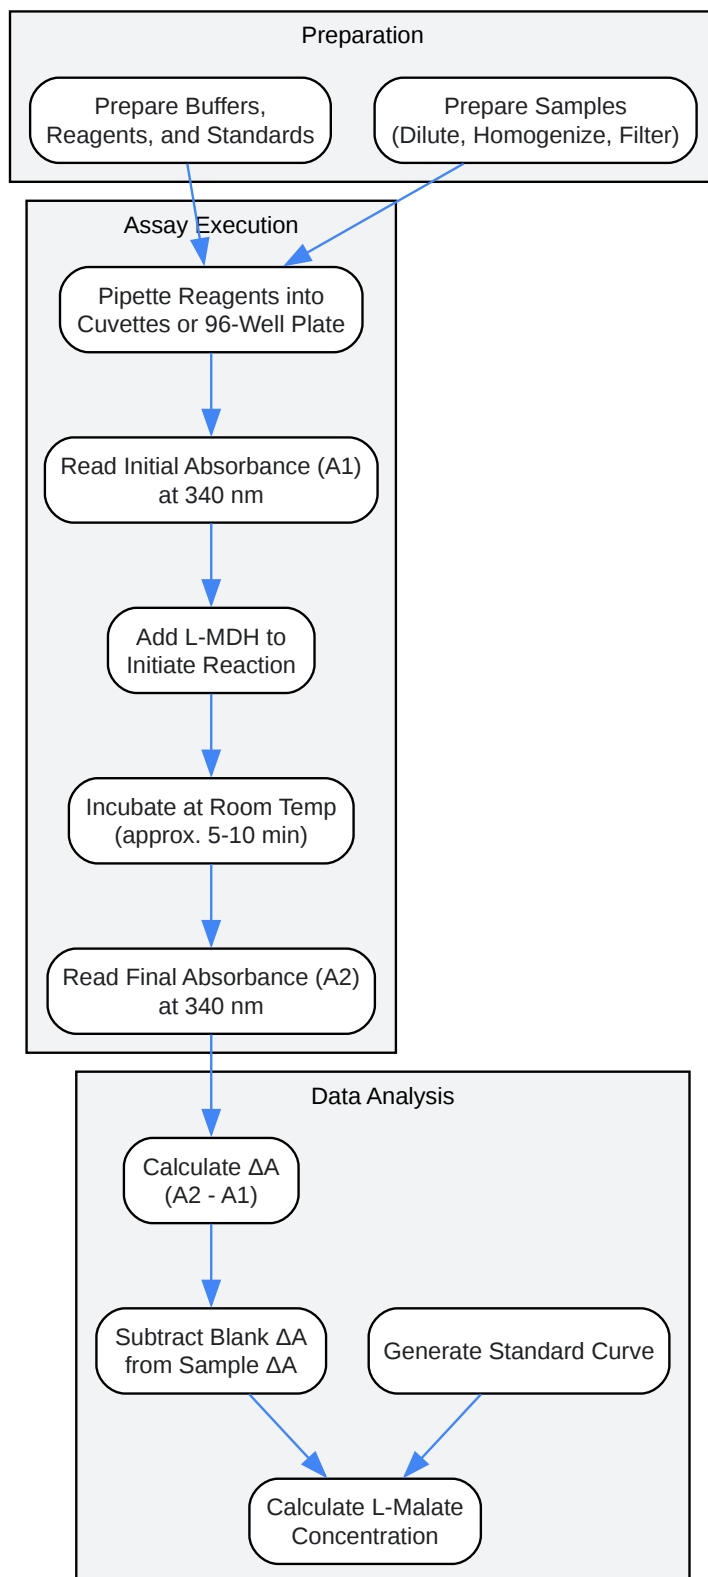 Preparation
Prepare Buffers,
Reagents, and Standards
Prepare Samples
(Dilute, Homogenize, Filter)
Assay Execution
Pipette Reagents into
Cuvettes or 96-Well Plate
Read Initial Absorbance (A1)
at 340 nm
Add L-MDH to
Initiate Reaction
Incubate at Room Temp
(approx. 5-10 min)
Read Final Absorbance (A2)
at 340 nm
Data Analysis
Calculate ΔA
(A2 - A1)
Subtract Blank ΔA
from Sample ΔA
Generate Standard Curve
Calculate L-Malate
Concentration